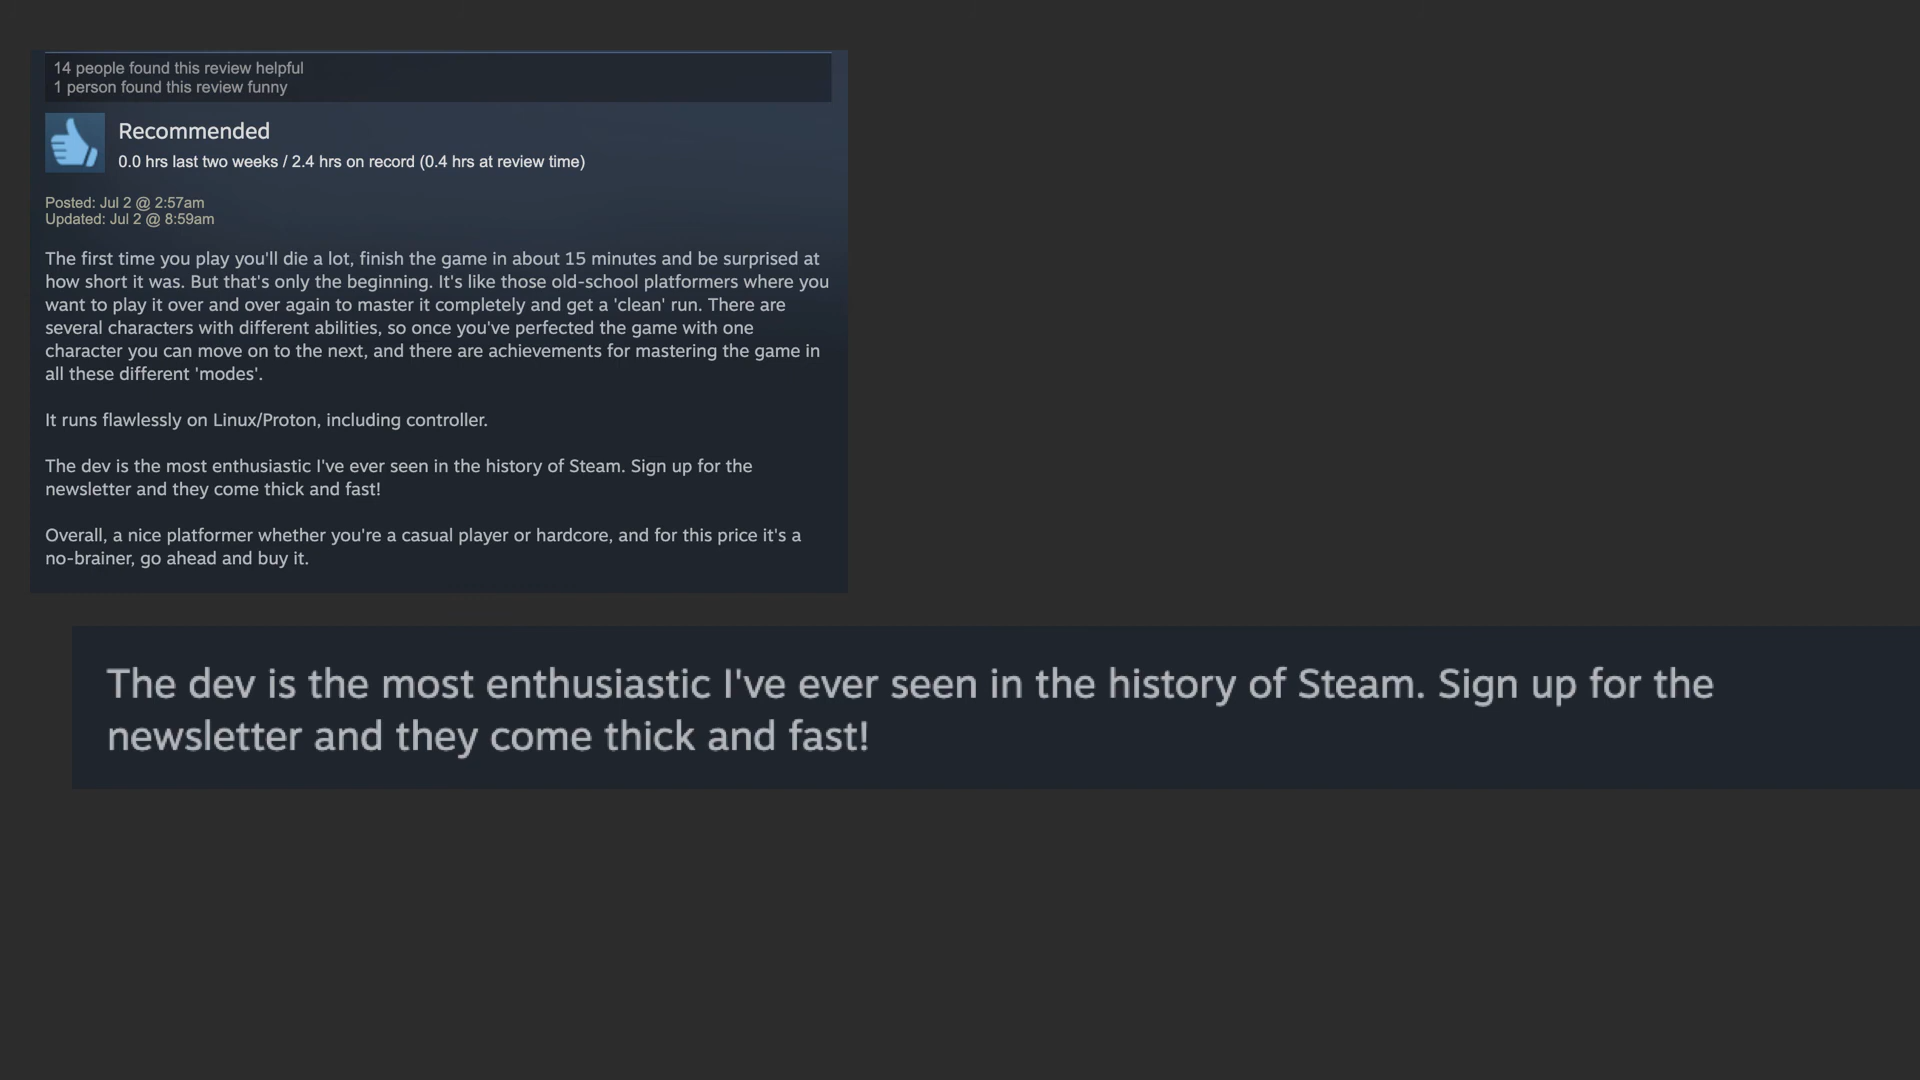 14 people found this review helpful
1 person found this review funny
Recommended
0.0 hrs last two weeks / 2.4 hrs on record (0.4 hrs at review time)
Posted: Jul 2 @ 2:57am
Updated: Jul 2 @ 8:59am
The first time you play you'll die a lot, finish the game in about 15 minutes and be surprised at
how short it was. But that's only the beginning. It's like those old-school platformers where you
want to play it over and over again to master it completely and get a 'clean' run. There are
several characters with different abilities, so once you've perfected the game with one
character you can move on to the next, and there are achievements for mastering the game in
all these different 'modes'.
It runs flawlessly on Linux/Proton, including controller.
The dev is the most enthusiastic I've ever seen in the history of Steam. Sign up for the
newsletter and they come thick and fast!
Overall, a nice platformer whether you're a casual player or hardcore, and for this price it's a
no-brainer, go ahead and buy it.
The dev is the most enthusiastic I've ever seen in the history of Steam. Sign up for the
newsletter and they come thick and fast!